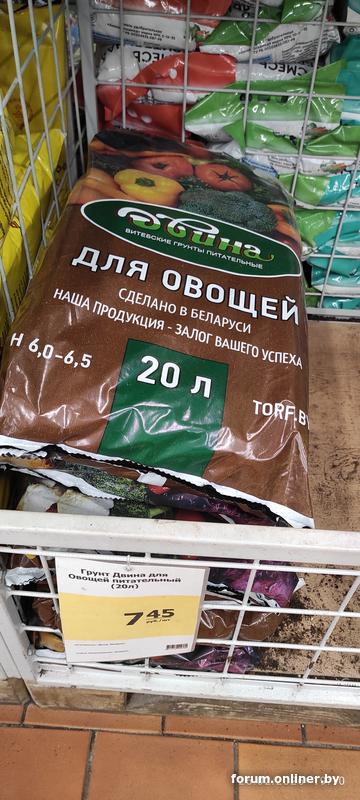 СМЕСЬ
Двина
ВИТЕБСКИЕ ГРУНТЫ ПИТАТЕЛЬНЫЕ
ДЛЯ ОВОЩЕЙ
СДЕЛАНО В БЕЛАРУСИ
НАША ПРОДУКЦИЯ - ЗАЛОГ ВАШЕГО УСПЕХА
H 6,0-6,5
20 л
TORF.B
Грунт Двина для
Овощей питательный
(20л)
7 45
forum.onliner.by